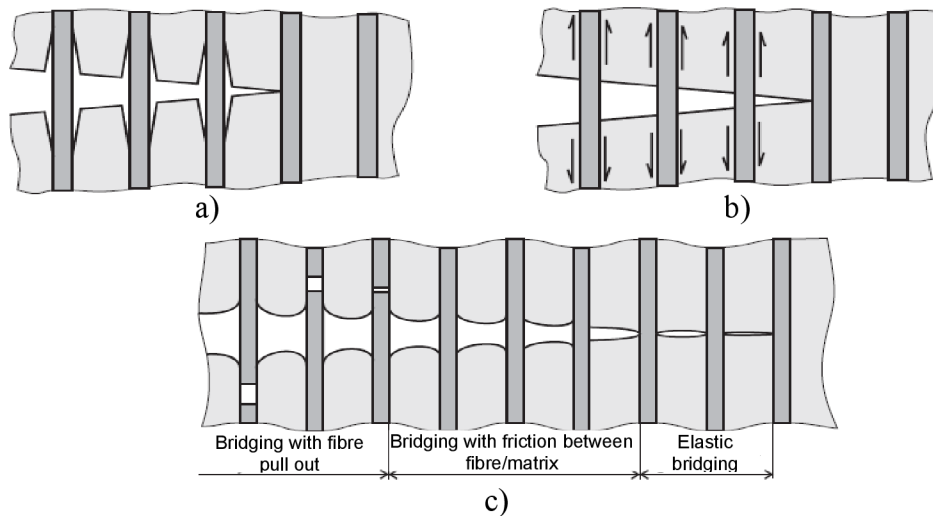 a)
b)
Bridging with fibre
pull out
Bridging with friction between
fibre/matrix
Elastic
bridging
c)